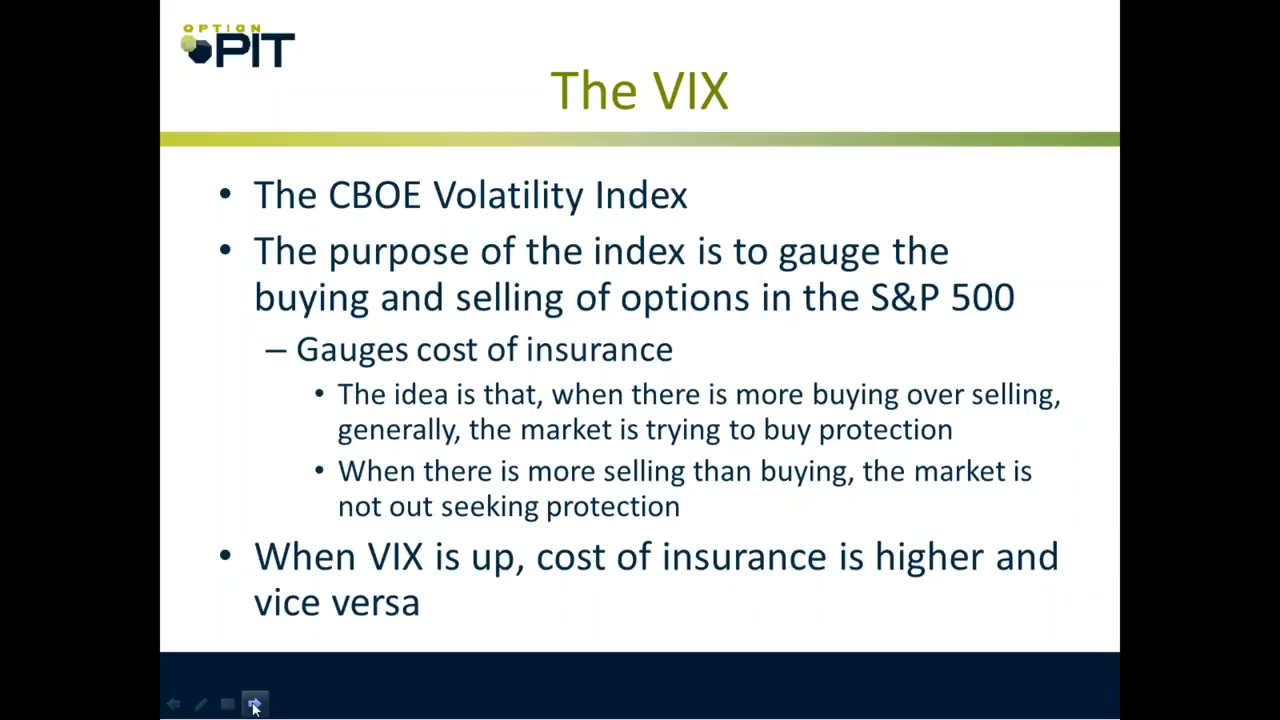 OPTION
PIT
The VIX
• The CBOE Volatility Index
• The purpose of the index is to gauge the
buying and selling of options in the S&P 500
– Gauges cost of insurance
• The idea is that, when there is more buying over selling,
generally, the market is trying to buy protection
• When there is more selling than buying, the market is
not out seeking protection
• When VIX is up, cost of insurance is higher and
vice versa